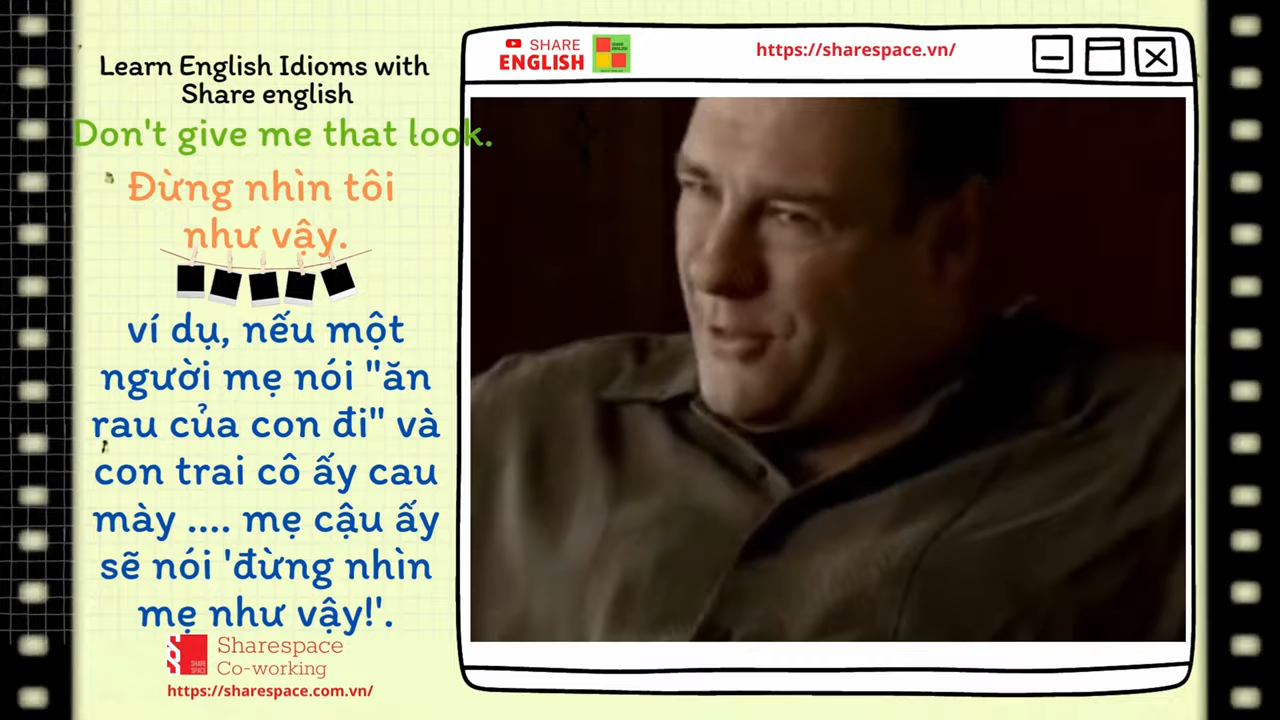 Learn English Idioms with
Share english
Don't give me that look.
Đừng nhìn tôi
như vậy.
ví dụ, nếu một
người mẹ nói "ăn
rau của con đi" và
con trai cô ấy cau
mày .... mẹ cậu ấy
sẽ nói 'đừng nhìn
mẹ như vậy!'.
SHARE
SPACE
Sharespace
Co-working
https://sharespace.com.vn/
SHARE
ENGLISH
https://sharespace.vn/